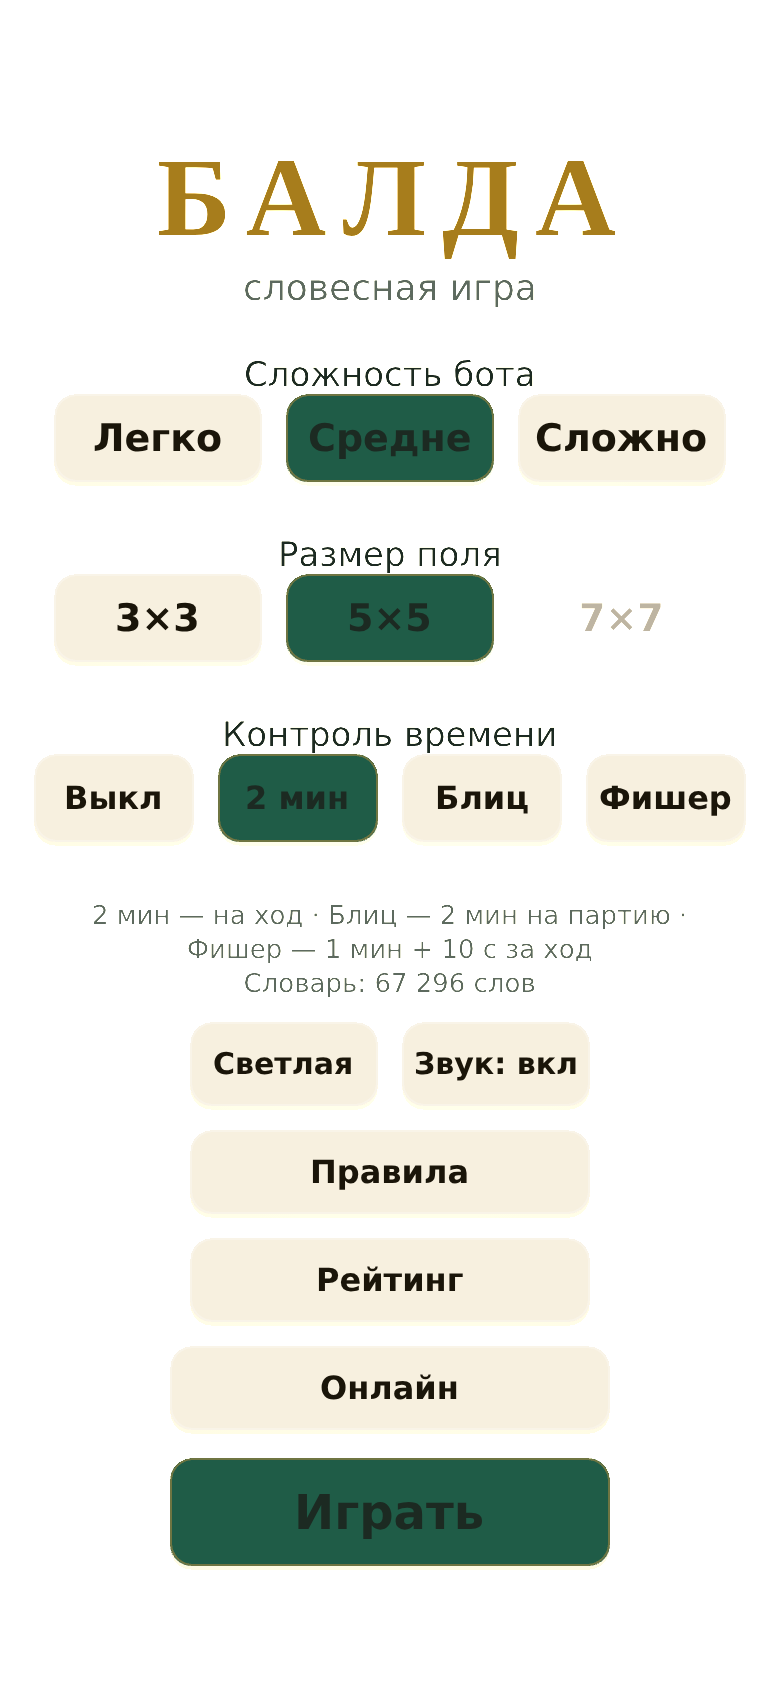 БАЛДА
словесная игра
Сложность бота
Легко Средне Сложно
Размер поля
3×3 5×5 7×7
Контроль времени
Выкл 2 мин Блиц Фишер
2 мин — на ход · Блиц — 2 мин на партию ·
Фишер — 1 мин + 10 с за ход
Словарь: 67 296 слов
Светлая Звук: вкл
Правила
Рейтинг
Онлайн
Играть